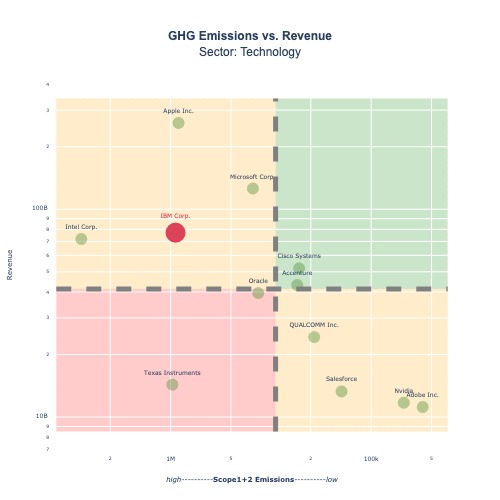 GHG Emissions vs. Revenue
Sector: Technology
4
3
2
100B
9
8
7
6
5
4
3
2
10B
9
8
7
Revenue
Apple Inc.
Microsoft Corp.
IBM Corp.
Intel Corp.
Cisco Systems
Accenture
Oracle
QUALCOMM Inc.
Texas Instruments
Salesforce
Nvidia
Adobe Inc.
2
1M
5
2
100k
5
high----------Scope1+2 Emissions----------low